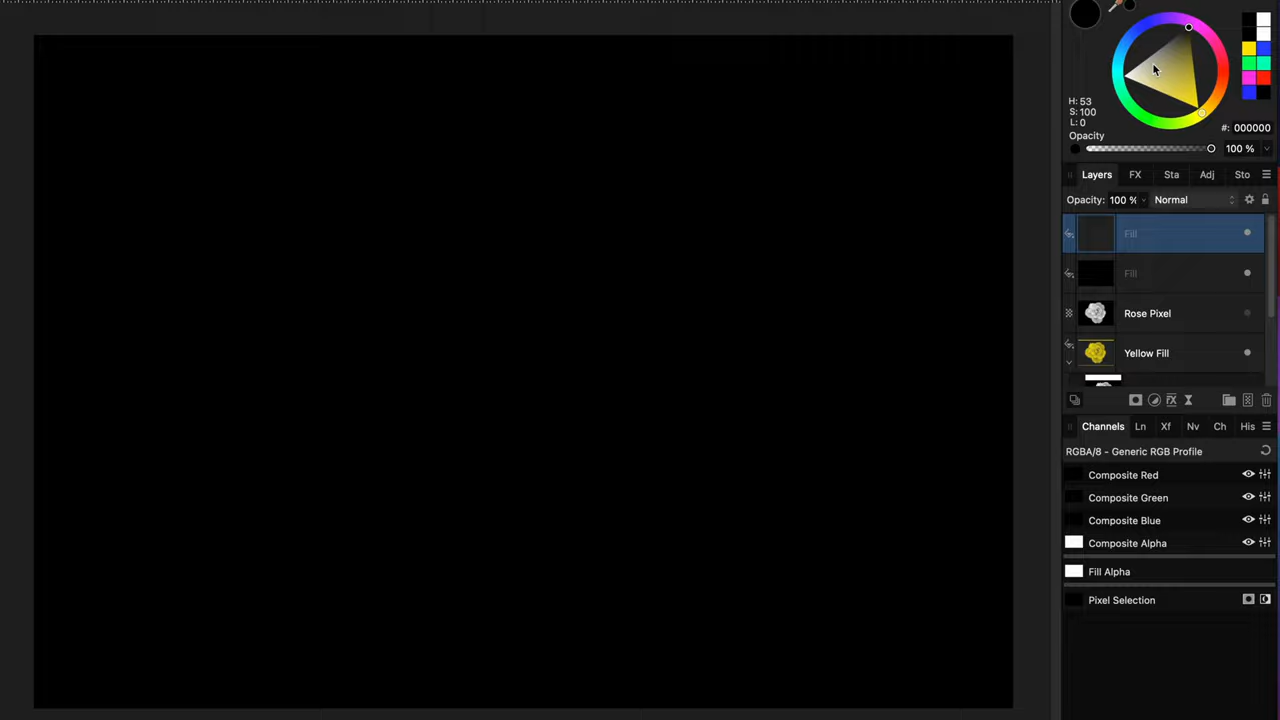 H: 53
S: 100
L: 0
#: 000000
Opacity
100 %
Layers FX Sta Adj Sto
Opacity: 100 % Normal
Fill
Fill
Rose Pixel
Yellow Fill
Channels Ln Xf Nv Ch His
RGBA/8 - Generic RGB Profile
Composite Red
Composite Green
Composite Blue
Composite Alpha
Fill Alpha
Pixel Selection